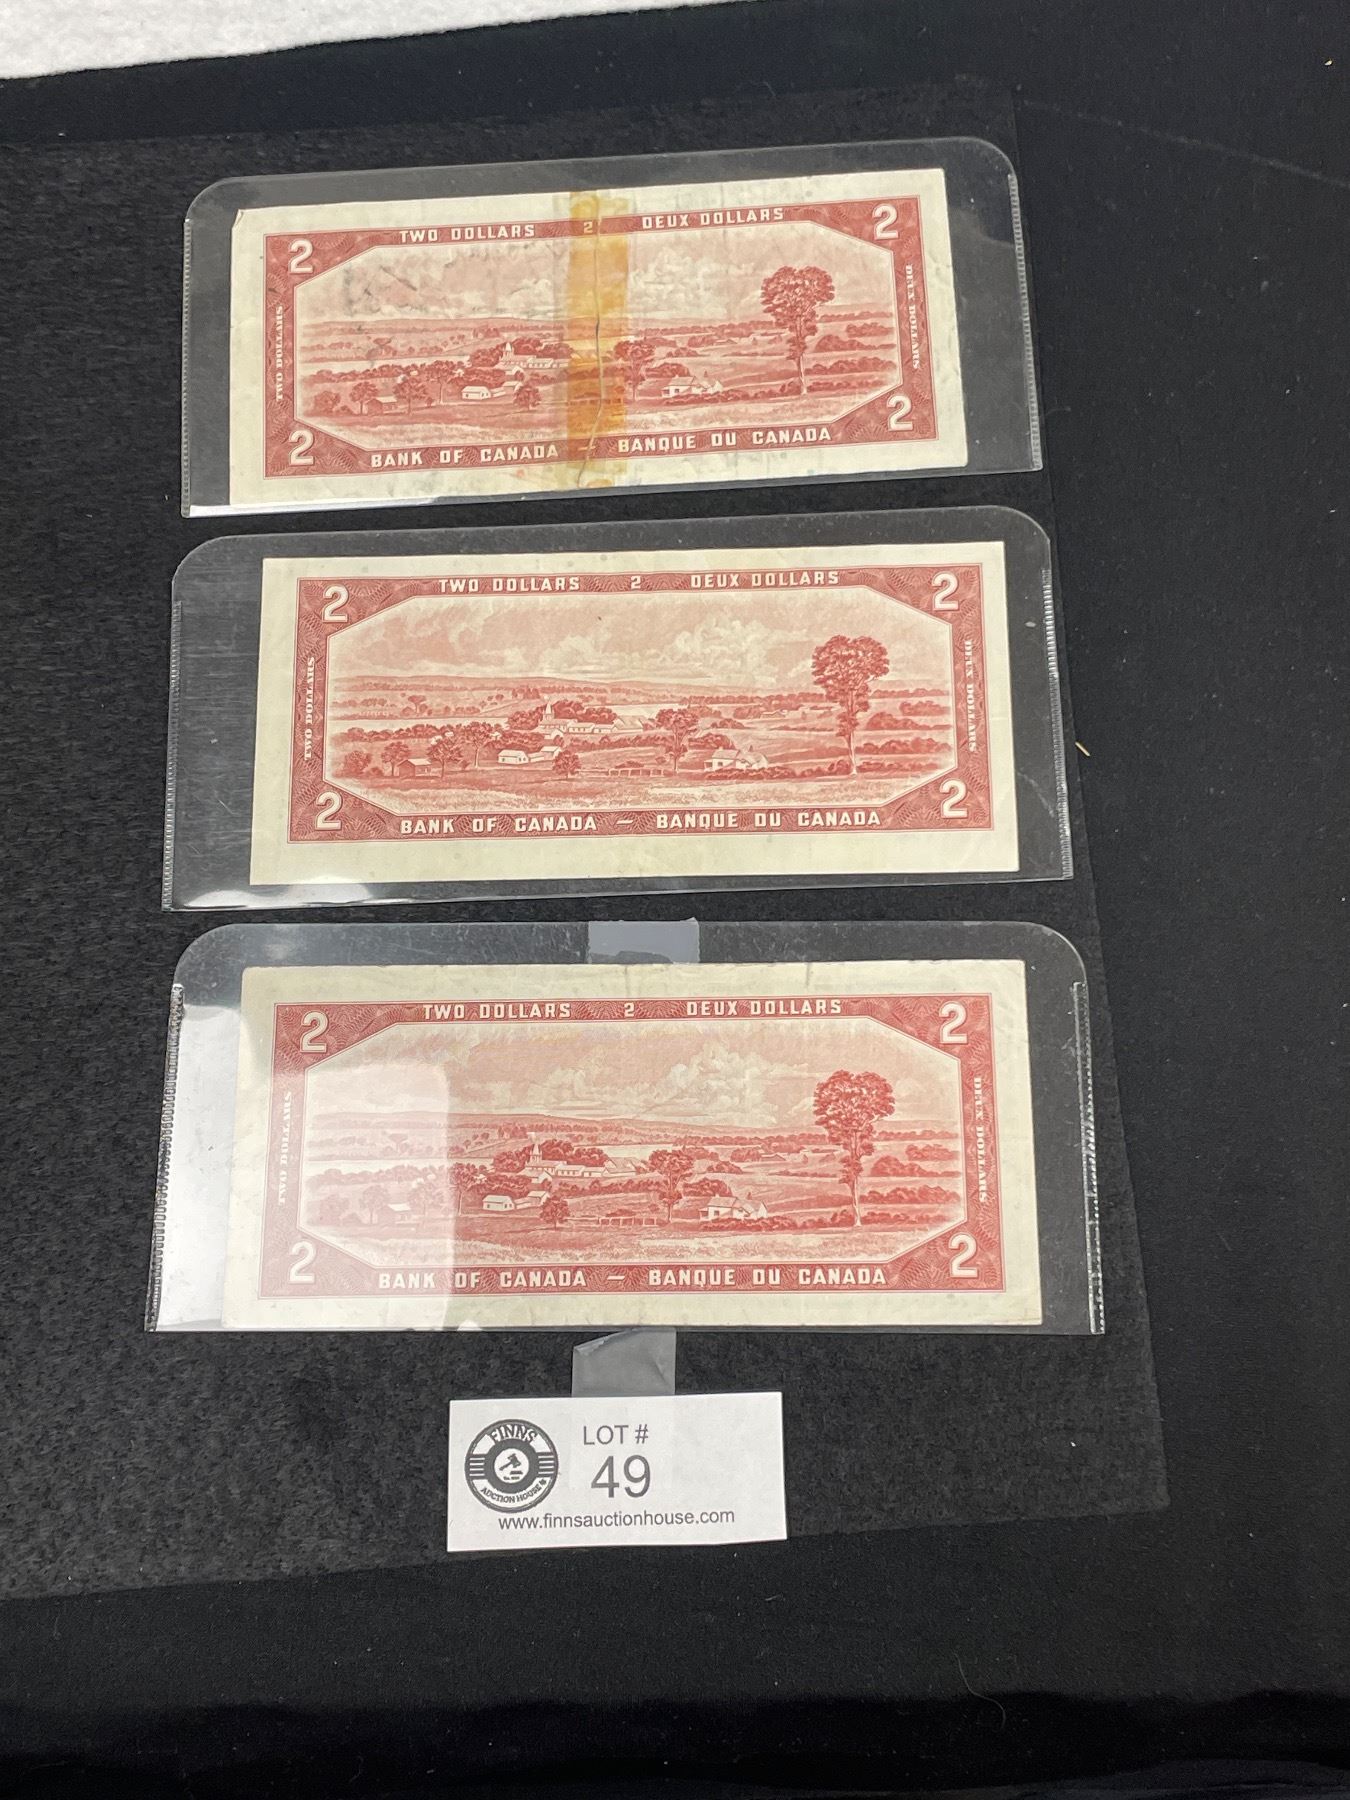 TWO DOLLARS 2 DEUX DOLLARS
2 2
TWO DOLLARS
DEUX DOLLARS
2 2
BANK OF CANADA — BANQUE DU CANADA
TWO DOLLARS 2 DEUX DOLLARS
2 2
TWO DOLLARS
DEUX DOLLARS
2 2
BANK OF CANADA — BANQUE DU CANADA
TWO DOLLARS 2 DEUX DOLLARS
2 2
TWO DOLLARS
DEUX DOLLARS
2 2
BANK OF CANADA — BANQUE DU CANADA
FINNS
AUCTION HOUSE
LOT #
49
www.finnsauctionhouse.com